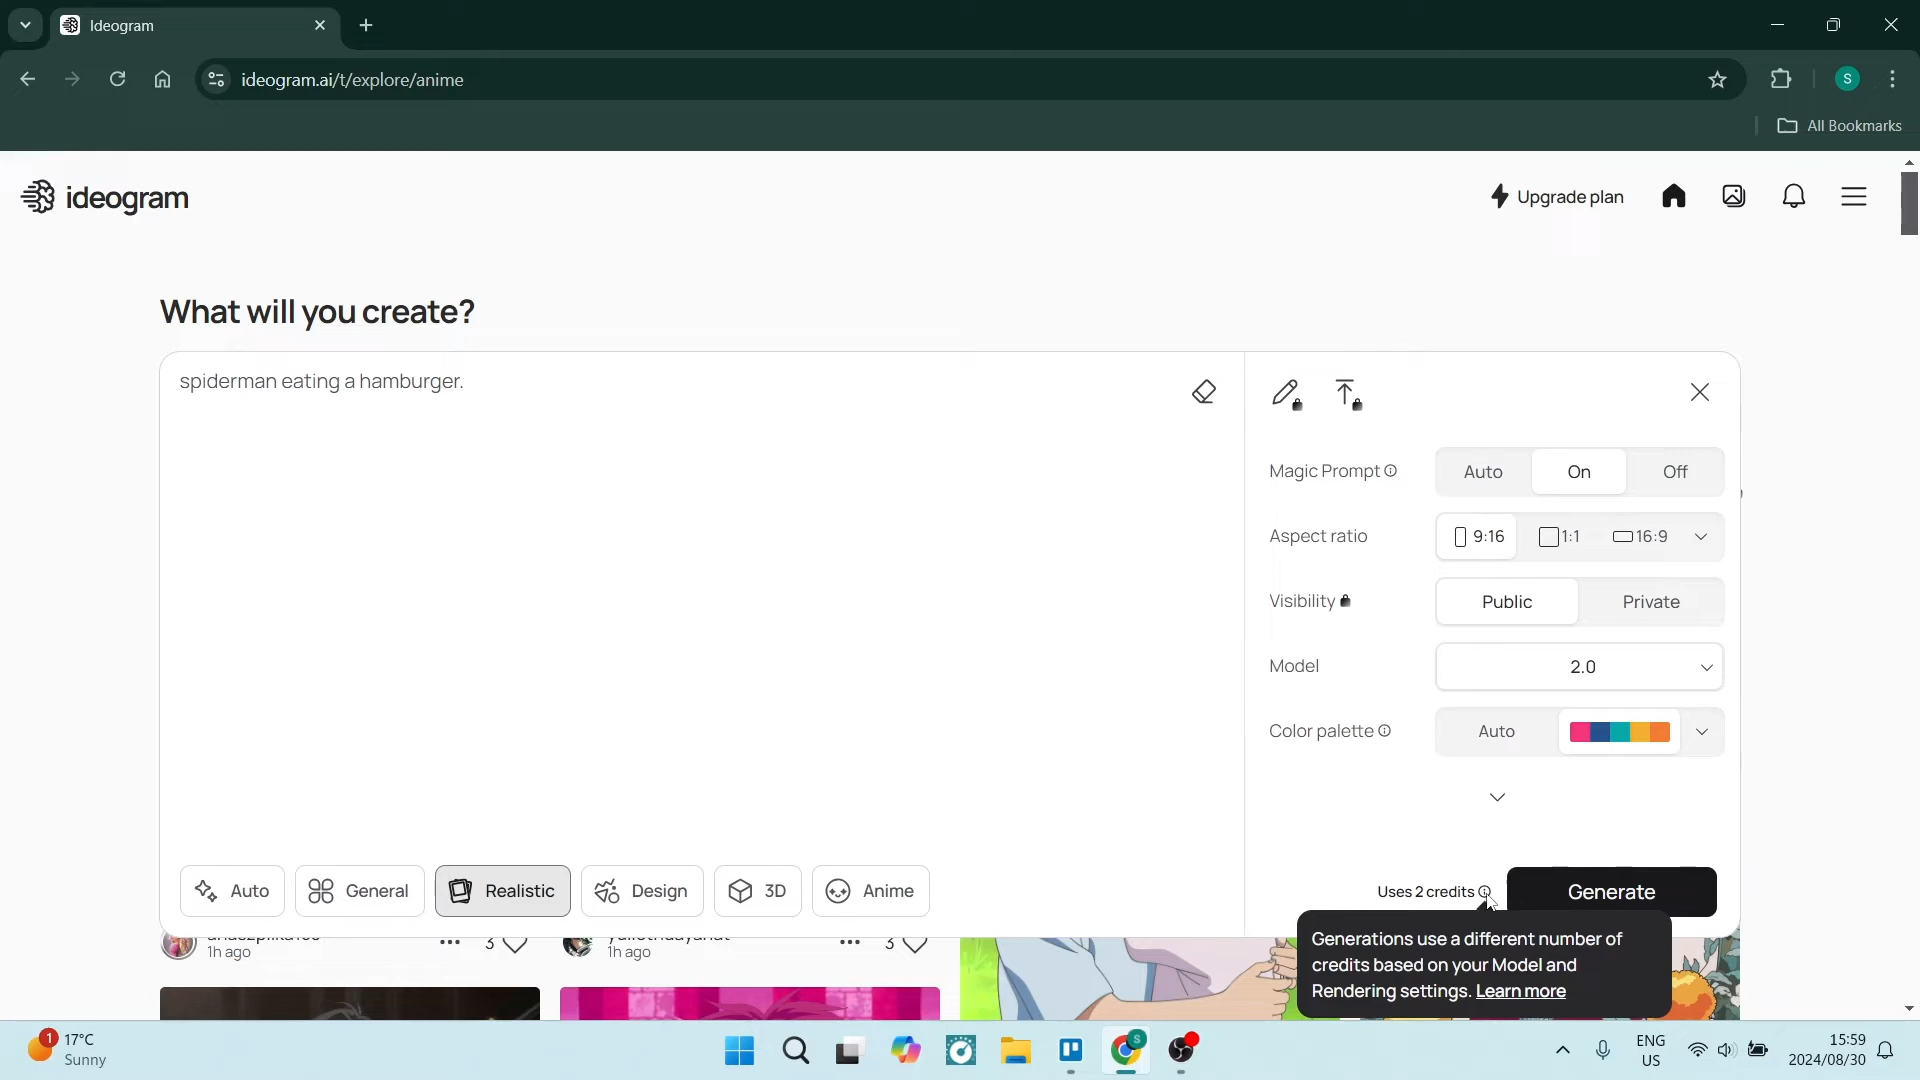 Ideogram
ideogram.ai/t/explore/anime
S
All Bookmarks
ideogram
Upgrade plan
What will you create?
spiderman eating a hamburger.
Magic Prompt
Auto
On
Off
Aspect ratio
9:16
1:1
16:9
Visibility
Public
Private
Model
2.0
Color palette
Auto
Auto
General
Realistic
Design
3D
Anime
Uses 2 credits
Generate
Generations use a different number of
credits based on your Model and
Rendering settings. Learn more
3
3
1h ago
1h ago
1
17°C
Sunny
S
ENG
US
15:59
2024/08/30